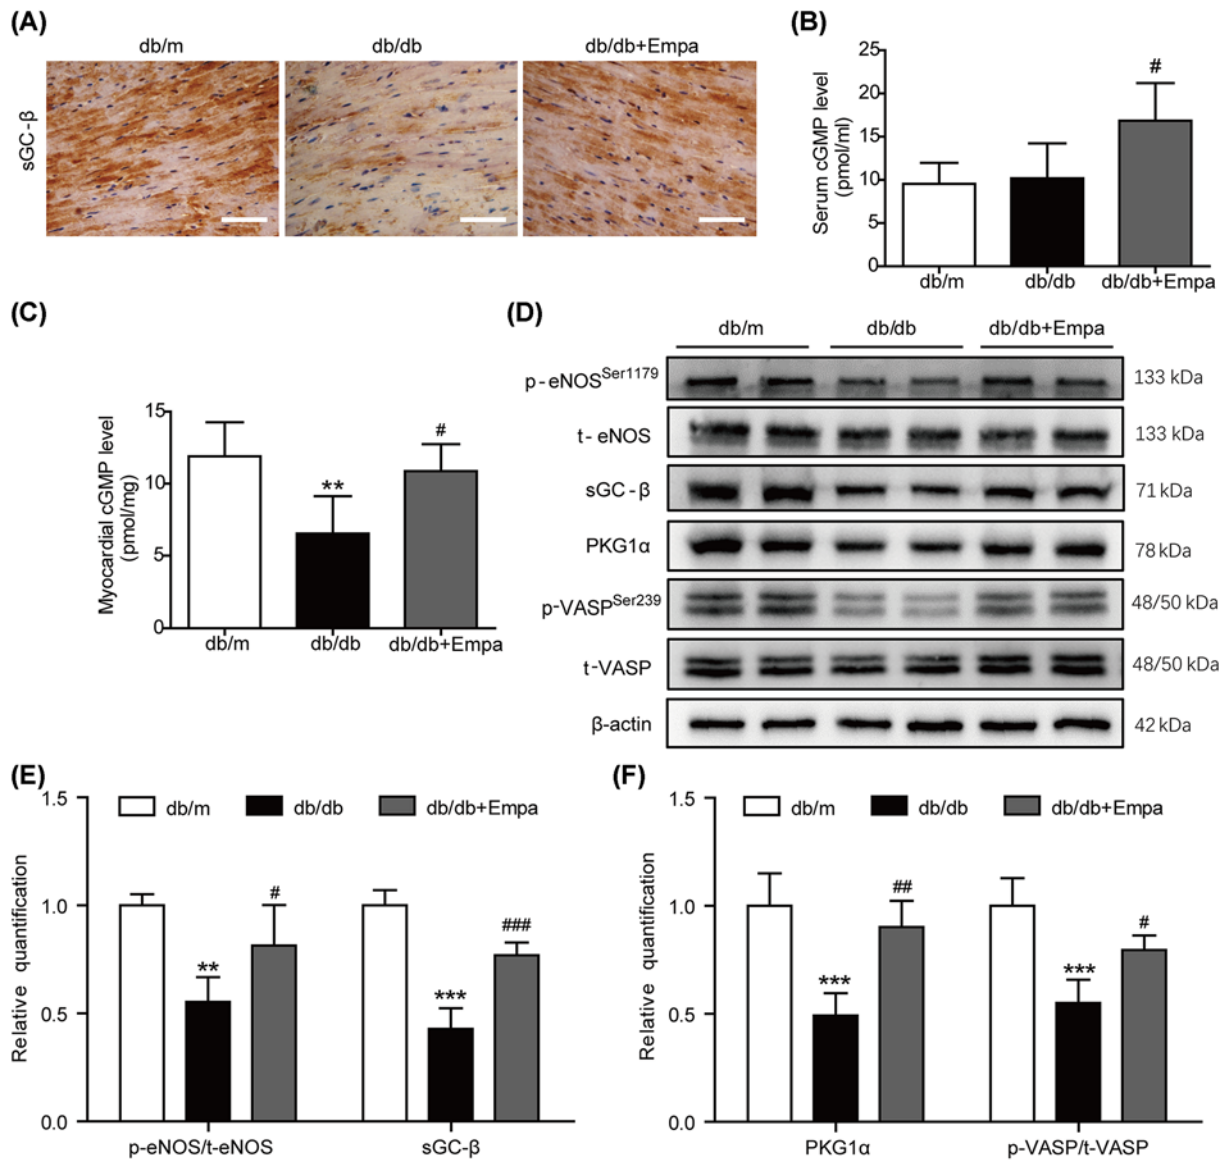 (A)
db/m db/db db/db+Empa
sGC-β
(B)
Serum cGMP level
(pmol/ml)
25
20
15
10
5
0
#
db/m db/db db/db+Empa
(C)
Myocardial cGMP level
(pmol/mg)
15
10
5
0
** #
db/m db/db db/db+Empa
(D)
db/m db/db db/db+Empa
p-eNOSSer1179 133 kDa
t-eNOS 133 kDa
sGC-β 71 kDa
PKG1α 78 kDa
p-VASPSer239 48/50 kDa
t-VASP 48/50 kDa
β-actin 42 kDa
(E)
Relative quantification
1.5
1.0
0.5
0.0
db/m db/db db/db+Empa
** # *** ###
p-eNOS/t-eNOS sGC-β
(F)
Relative quantification
1.5
1.0
0.5
0.0
db/m db/db db/db+Empa
*** ## *** #
PKG1α p-VASP/t-VASP